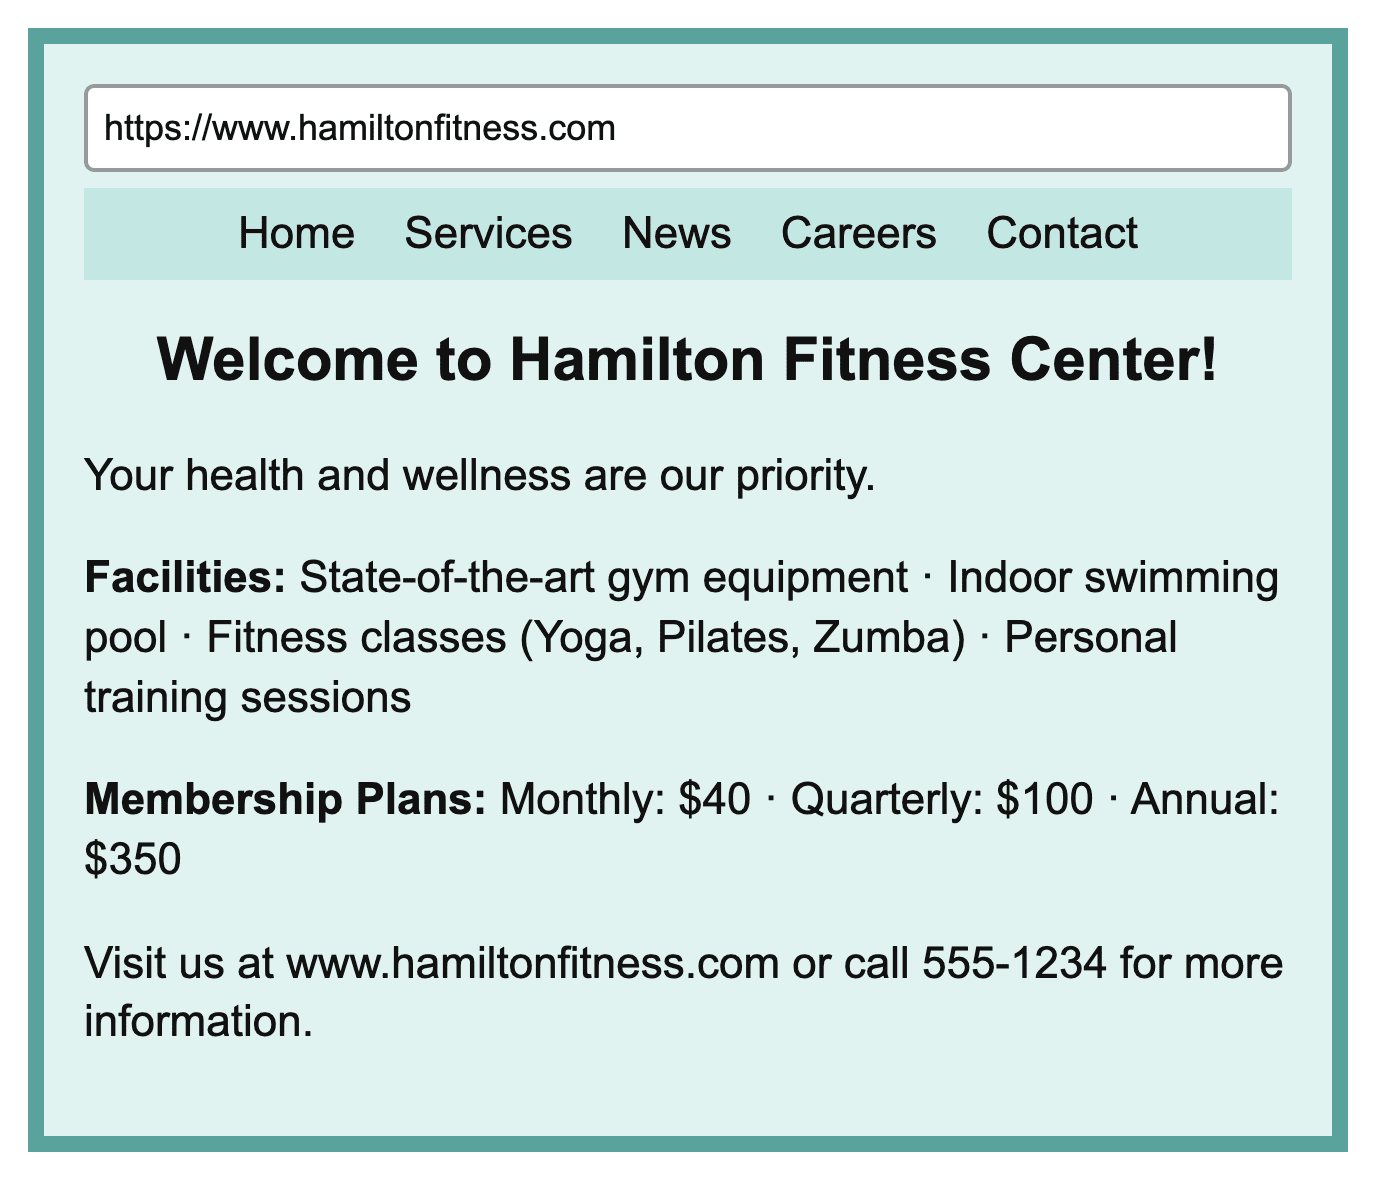 https://www.hamiltonfitness.com
Home Services News Careers Contact
Welcome to Hamilton Fitness Center!
Your health and wellness are our priority.
Facilities: State-of-the-art gym equipment · Indoor swimming
pool · Fitness classes (Yoga, Pilates, Zumba) · Personal
training sessions
Membership Plans: Monthly: $40 · Quarterly: $100 · Annual:
$350
Visit us at www.hamiltonfitness.com or call 555-1234 for more
information.